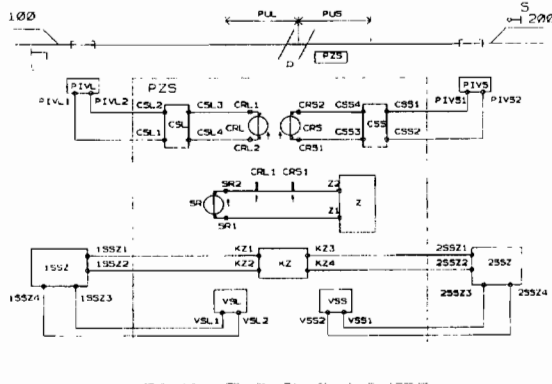 PUL PUS
100 S 200
D PZS
PIVL PZS PIVS
PIVL1 PIVL2 CSL2 CSL3 CRL1 CRS2 CSS4 CSS1 PIVS1 PIVS2
CSL CRL CRS CSS
CSL1 CSL4 CRL2 CRS1 CSS3 CSS2
CRL1 CRS1
SR2 Z2
SR Z
SR1 Z1
1SSZ1 KZ1 KZ3 2SSZ1
1SSZ 1SSZ2 KZ2 KZ KZ4 2SSZ2 2SSZ
1SSZ4 1SSZ3 2SSZ3 2SSZ4
VSL VSS
VSL1 VSL2 VSS2 VSS1